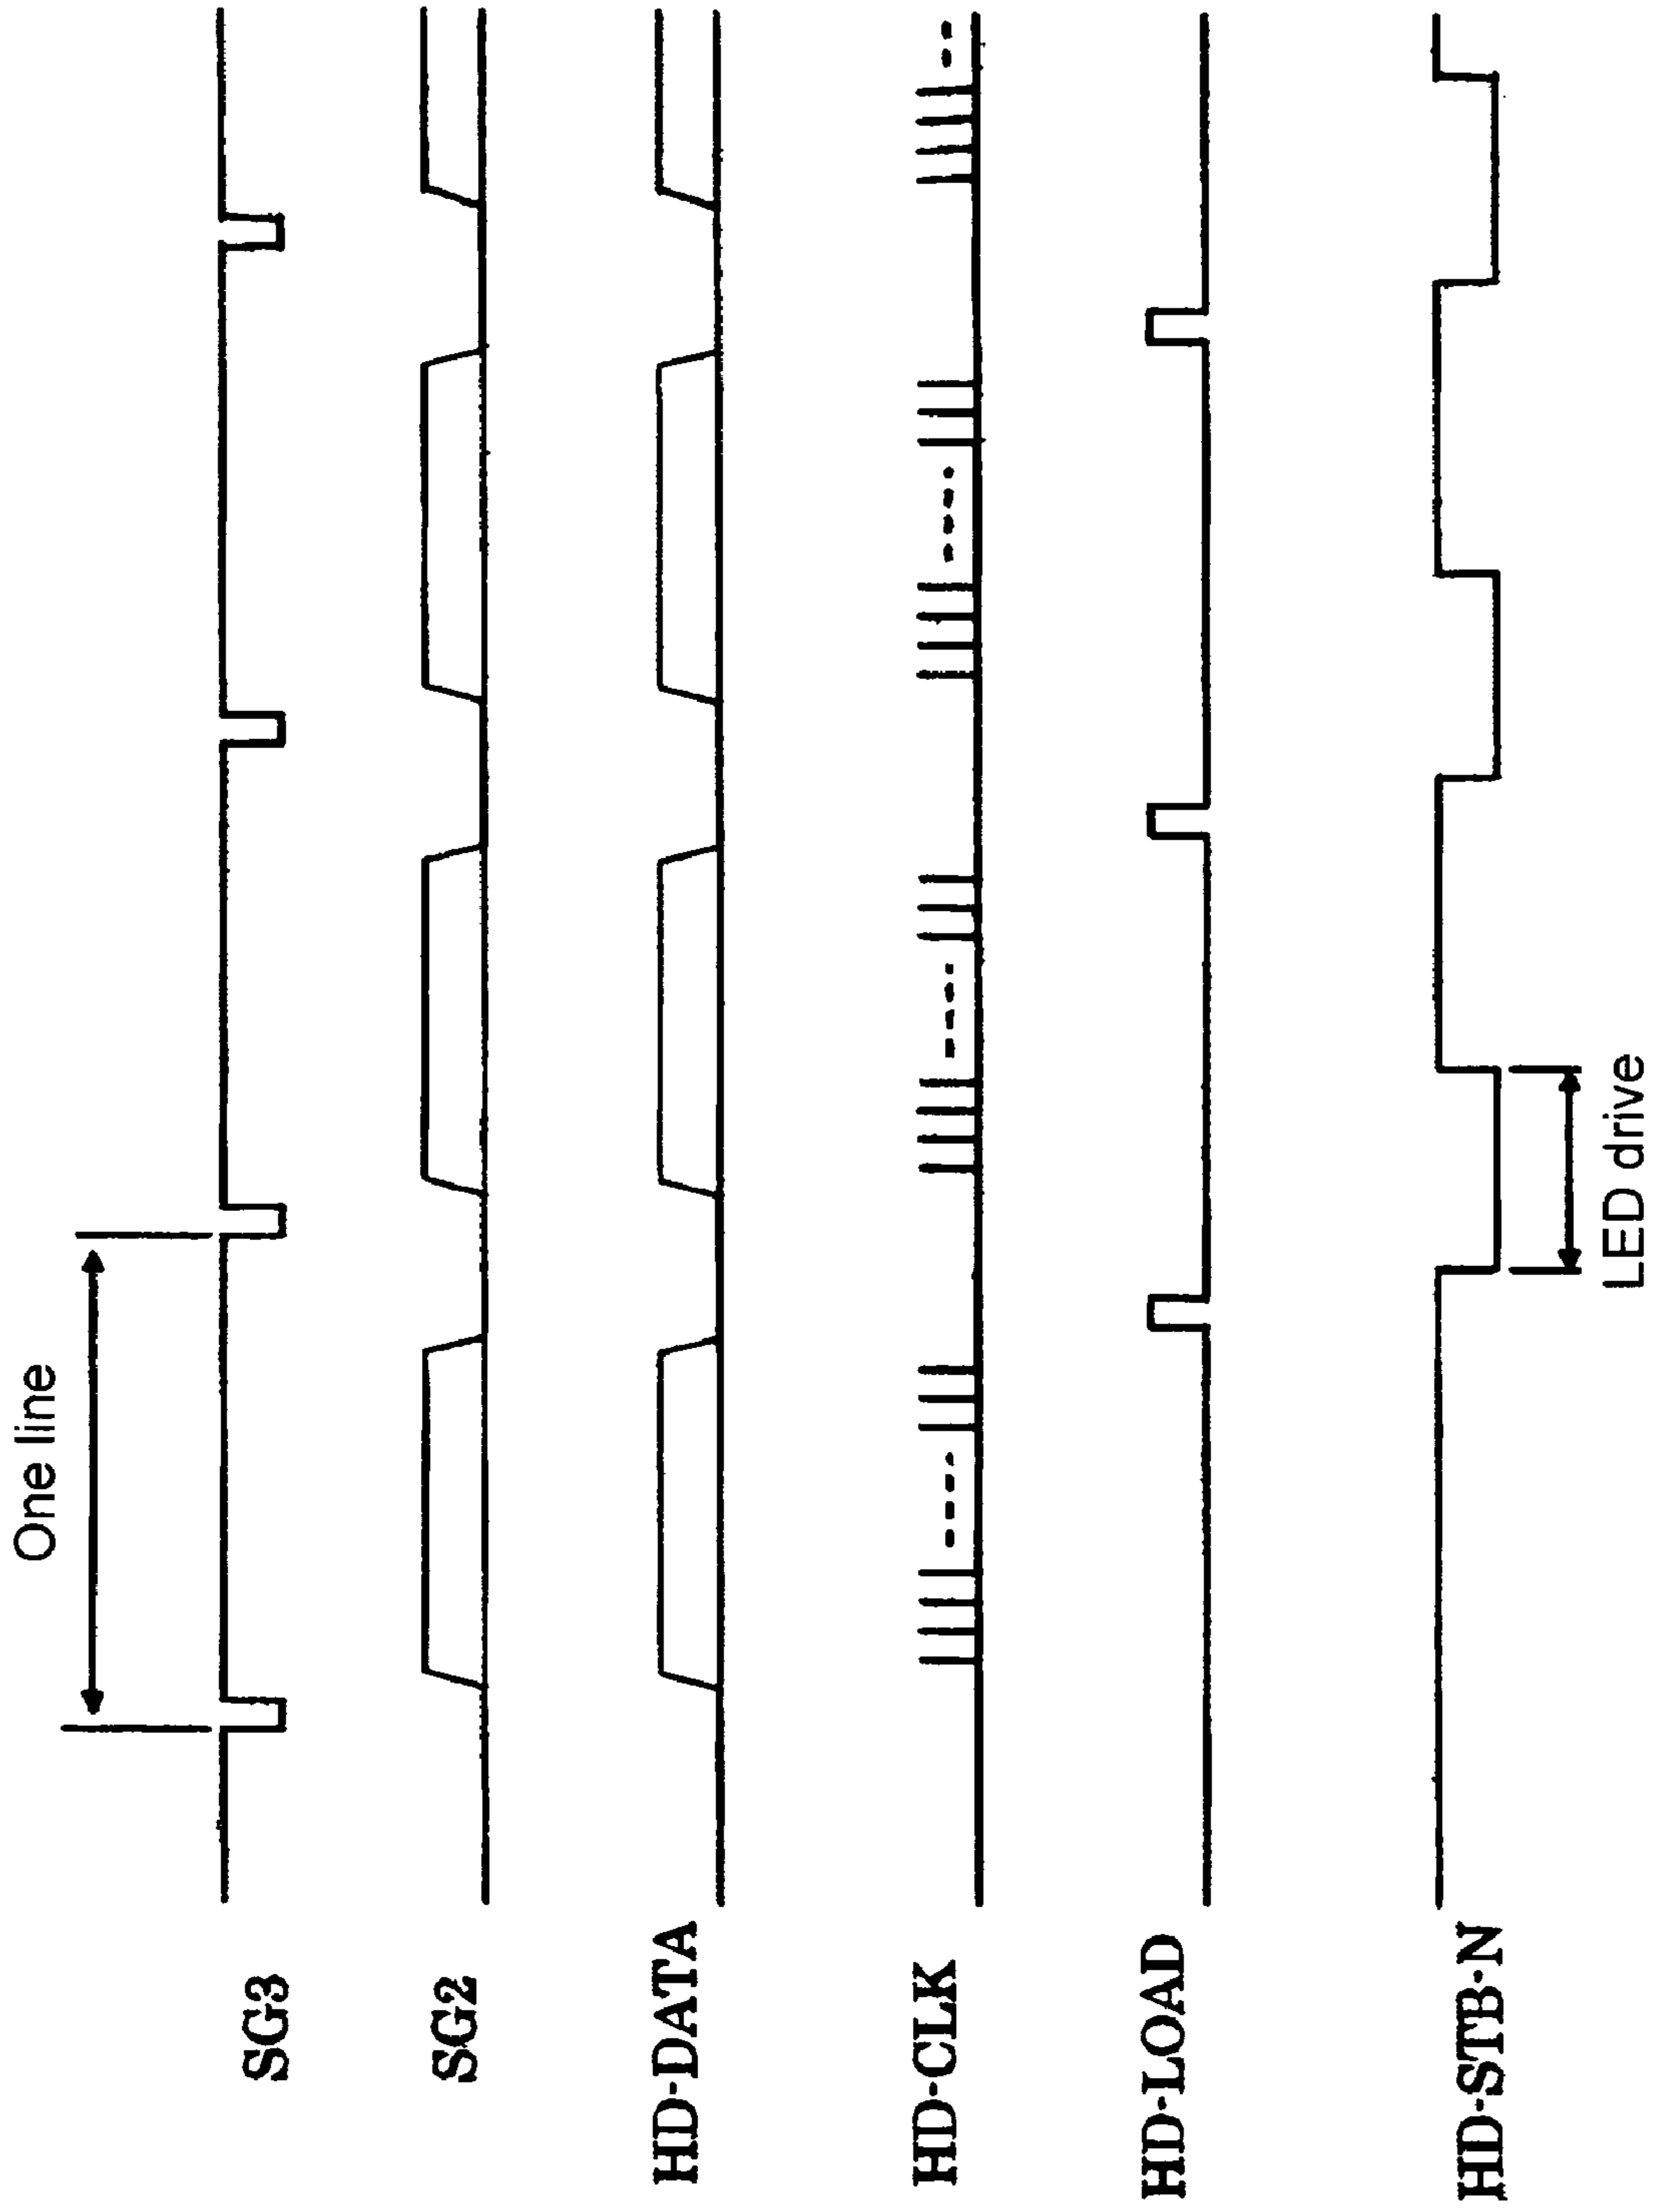 One line
SG3
SG2
HD-DATA
HD-CLK
HD-LOAD
HD-STB-N
LED drive